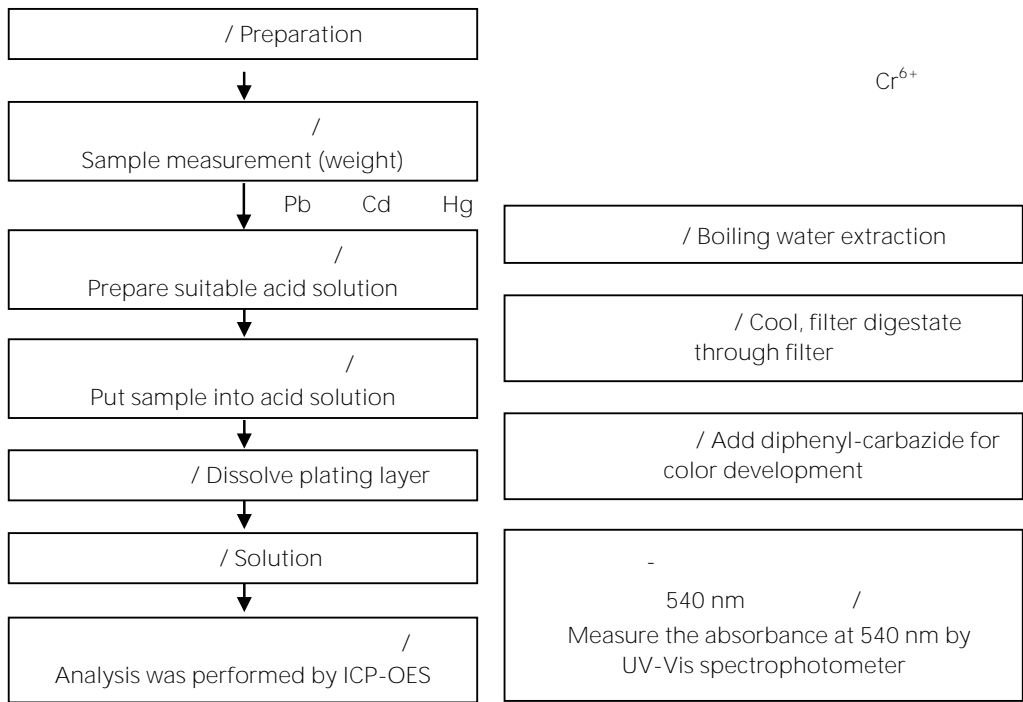 / Preparation
/
Sample measurement (weight)
Pb Cd Hg
/
Prepare suitable acid solution
/
Put sample into acid solution
/ Dissolve plating layer
/ Solution
/
Analysis was performed by ICP-OES
Cr⁶⁺
/ Boiling water extraction
/ Cool, filter digestate
through filter
/ Add diphenyl-carbazide for
color development
-
540 nm /
Measure the absorbance at 540 nm by
UV-Vis spectrophotometer